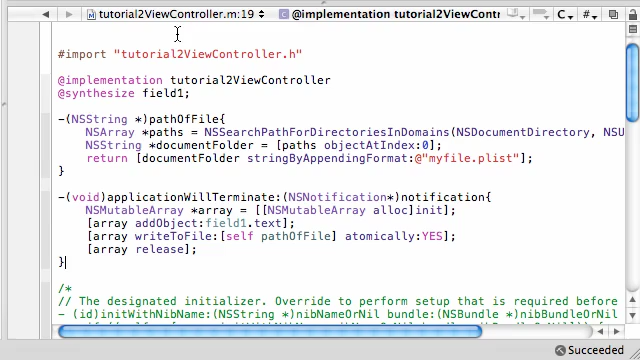 tutorial2ViewController.m:19 @implementation tutorial2ViewContr C #
#import "tutorial2ViewController.h"
@implementation tutorial2ViewController
@synthesize field1;
-(NSString *)pathOfFile{
NSArray *paths = NSSearchPathForDirectoriesInDomains(NSDocumentDirectory, NSU
NSString *documentFolder = [paths objectAtIndex:0];
return [documentFolder stringByAppendingFormat:@"myfile.plist"];
}
-(void)applicationWillTerminate:(NSNotification*)notification{
NSMutableArray *array = [[NSMutableArray alloc]init];
[array addObject:field1.text];
[array writeToFile:[self pathOfFile] atomically:YES];
[array release];
}
/*
// The designated initializer. Override to perform setup that is required before
- (id)initWithNibName:(NSString *)nibNameOrNil bundle:(NSBundle *)nibBundleOrNil
Succeeded